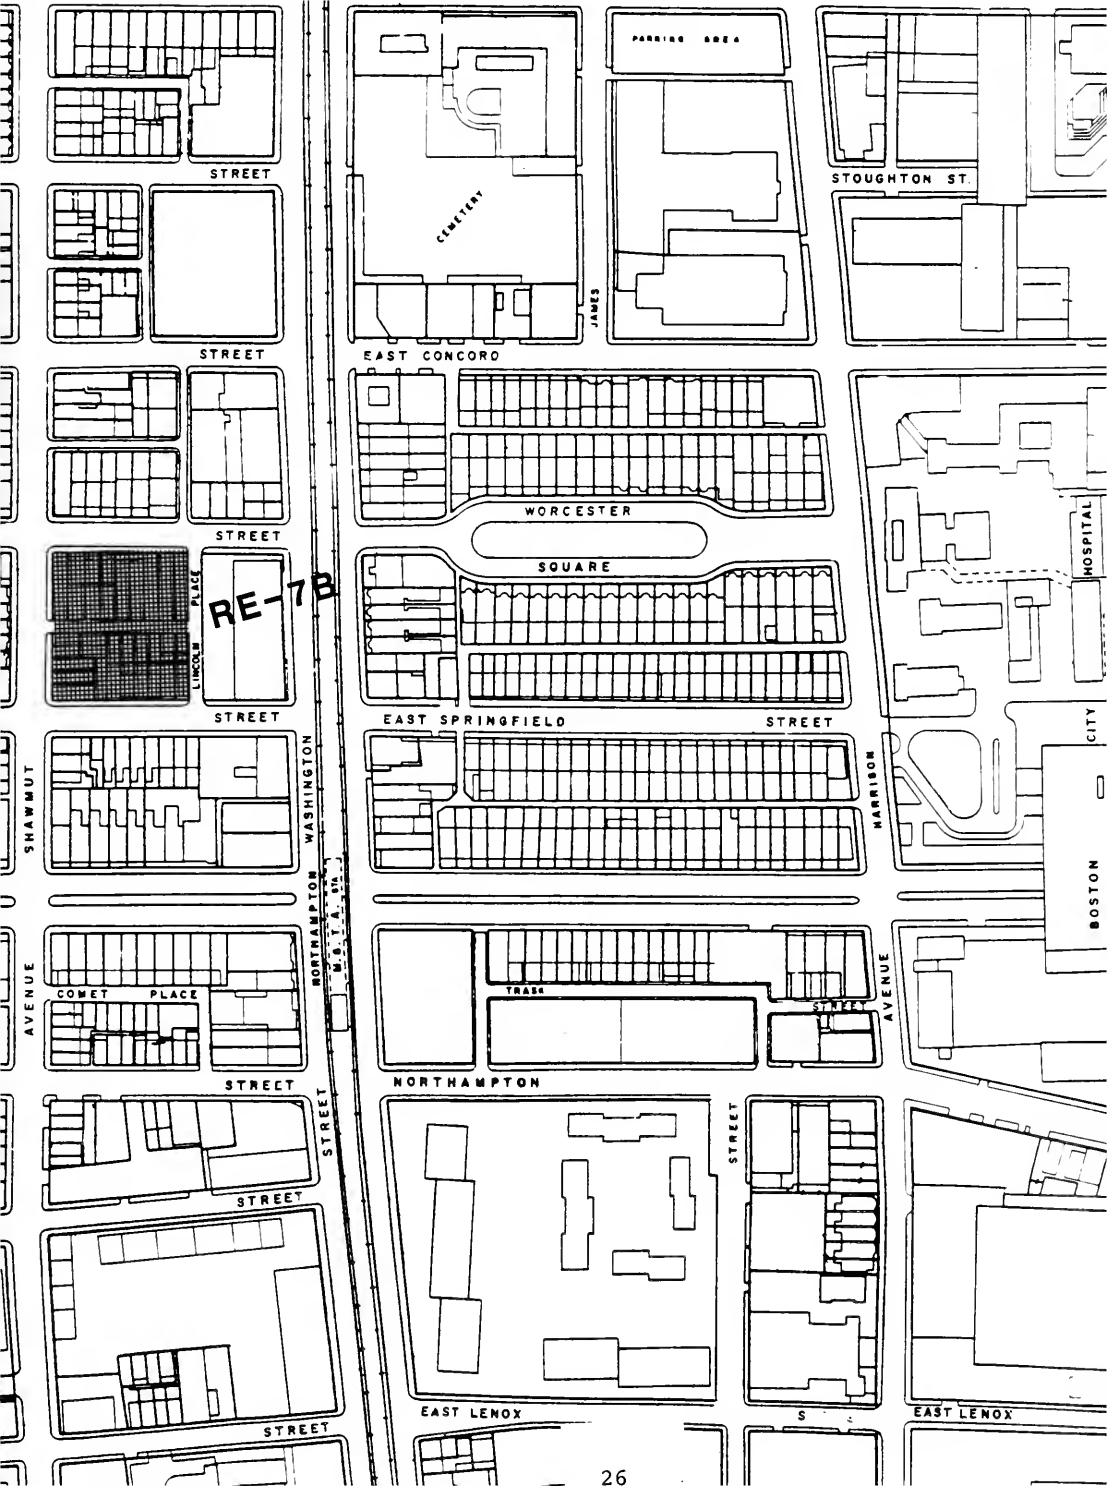 PARKING AREA
STREET
STOUGHTON ST.
CEMETERY
JAMES
STREET
EAST CONCORD
WORCESTER
STREET
HOSPITAL
SQUARE
PLACE
RE-7B
LINCOLN
STREET
EAST SPRINGFIELD
STREET
CITY
WASHINGTON
HARRISON
SHAWMUT
BOSTON
NORTHAMPTON
M.B.T.A. STA.
AVENUE
AVENUE
COMET PLACE
TRASK
STREET
STREET
NORTHAMPTON
STREET
STREET
STREET
EAST LENOX
EAST LENOX
STREET
26